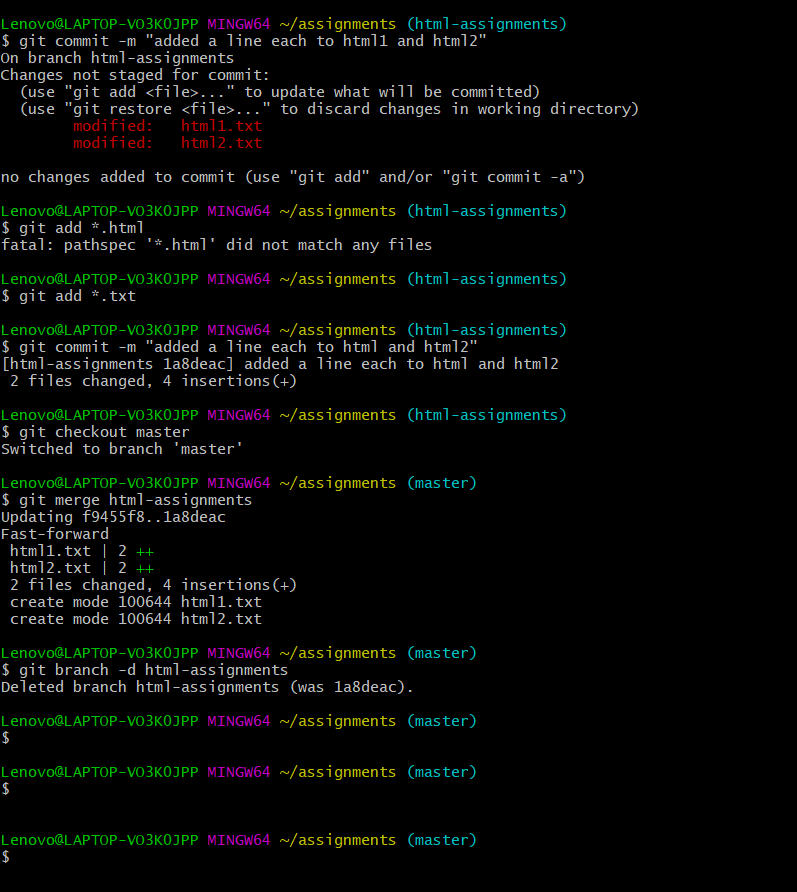 Lenovo@LAPTOP-VO3KOJPP MINGW64 ~/assignments (html-assignments)
$ git commit -m "added a line each to html1 and html2"
On branch html-assignments
Changes not staged for commit:
  (use "git add <file>..." to update what will be committed)
  (use "git restore <file>..." to discard changes in working directory)
        modified:   html1.txt
        modified:   html2.txt

no changes added to commit (use "git add" and/or "git commit -a")

Lenovo@LAPTOP-VO3KOJPP MINGW64 ~/assignments (html-assignments)
$ git add *.html
fatal: pathspec '*.html' did not match any files

Lenovo@LAPTOP-VO3KOJPP MINGW64 ~/assignments (html-assignments)
$ git add *.txt

Lenovo@LAPTOP-VO3KOJPP MINGW64 ~/assignments (html-assignments)
$ git commit -m "added a line each to html and html2"
[html-assignments 1a8deac] added a line each to html and html2
 2 files changed, 4 insertions(+)

Lenovo@LAPTOP-VO3KOJPP MINGW64 ~/assignments (html-assignments)
$ git checkout master
Switched to branch 'master'

Lenovo@LAPTOP-VO3KOJPP MINGW64 ~/assignments (master)
$ git merge html-assignments
Updating f9455f8..1a8deac
Fast-forward
 html1.txt | 2 ++
 html2.txt | 2 ++
 2 files changed, 4 insertions(+)
 create mode 100644 html1.txt
 create mode 100644 html2.txt

Lenovo@LAPTOP-VO3KOJPP MINGW64 ~/assignments (master)
$ git branch -d html-assignments
Deleted branch html-assignments (was 1a8deac).

Lenovo@LAPTOP-VO3KOJPP MINGW64 ~/assignments (master)
$

Lenovo@LAPTOP-VO3KOJPP MINGW64 ~/assignments (master)
$

Lenovo@LAPTOP-VO3KOJPP MINGW64 ~/assignments (master)
$